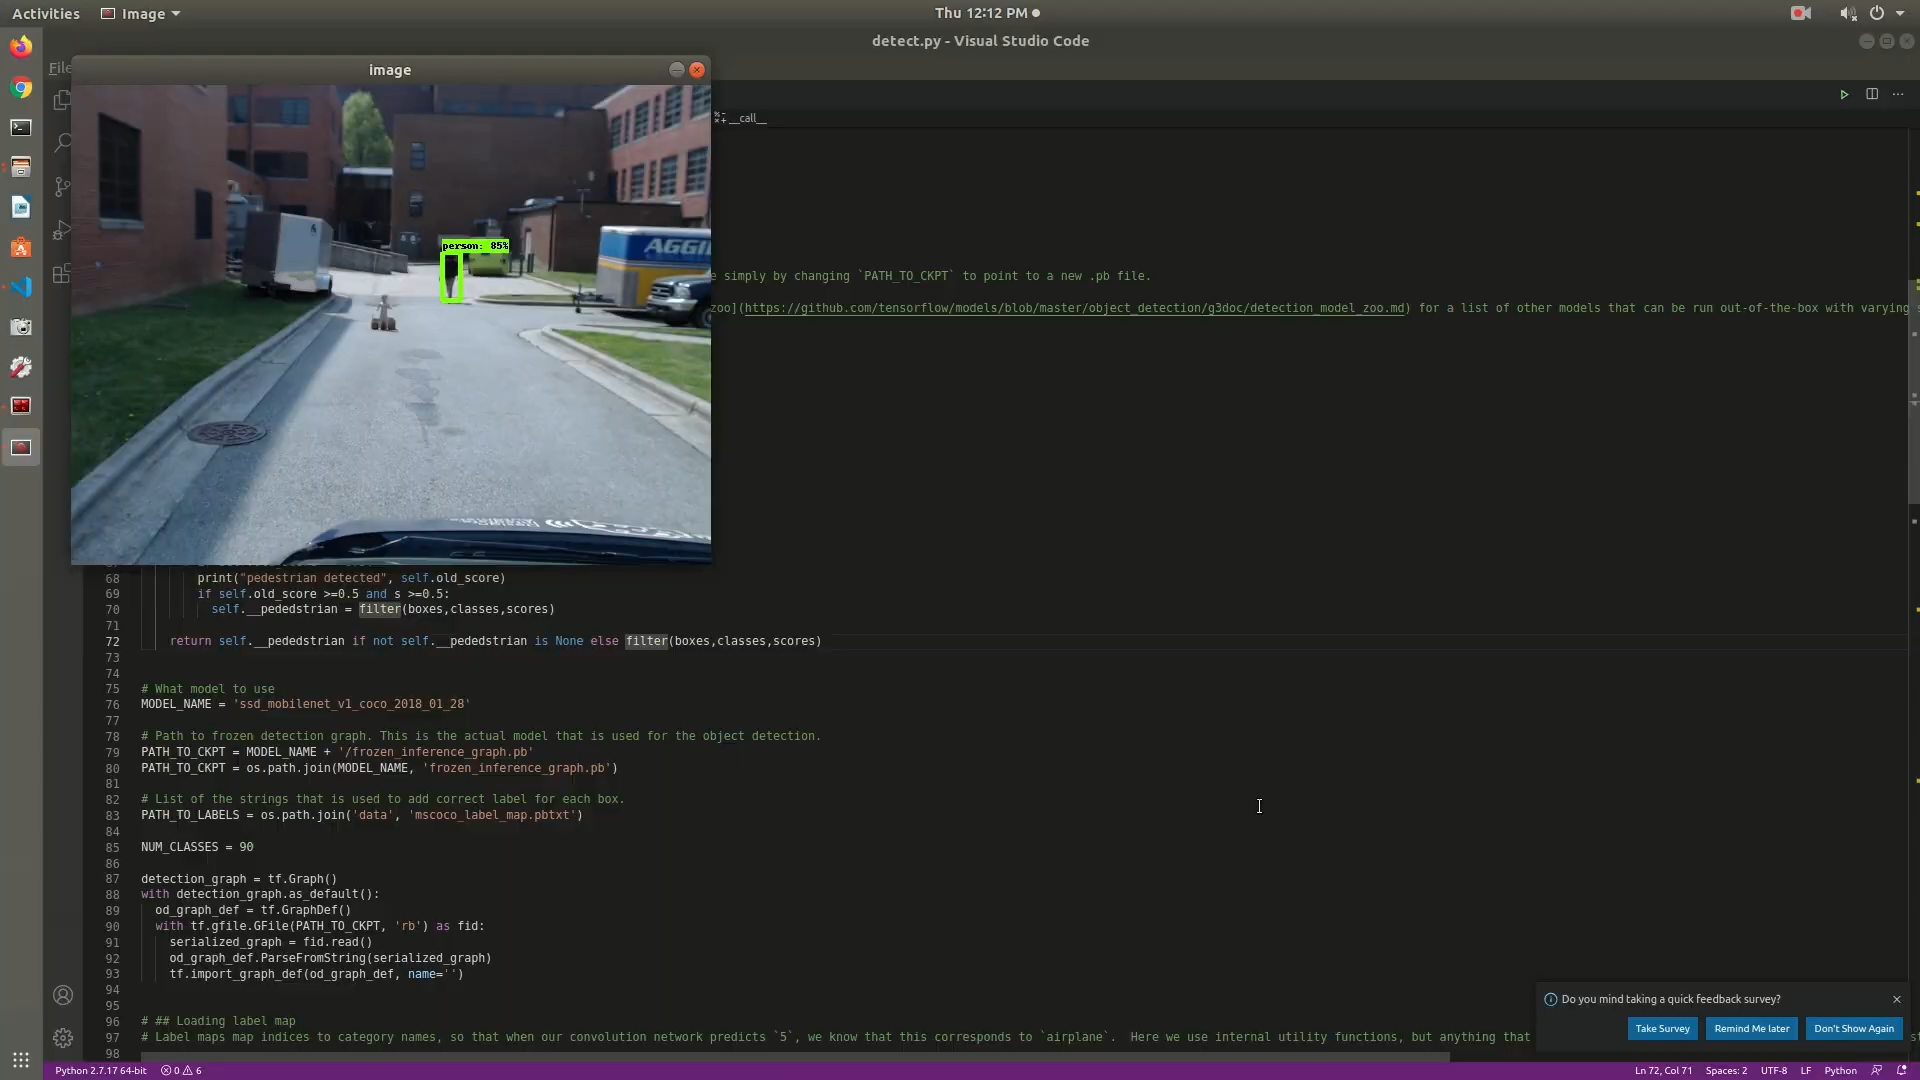 Activities
Image
Thu 12:12 PM
detect.py - Visual Studio Code
File
image
__call__
person: 85%
AGGI
e simply by changing `PATH_TO_CKPT` to point to a new .pb file.
zoo](https://github.com/tensorflow/models/blob/master/object_detection/g3doc/detection_model_zoo.md) for a list of other models that can be run out-of-the-box with varying
68 print("pedestrian detected", self.old_score)
69 if self.old_score >=0.5 and s >=0.5:
70 self.__pededstrian = filter(boxes,classes,scores)
71
72 return self.__pededstrian if not self.__pededstrian is None else filter(boxes,classes,scores)
73
74
75 # What model to use
76 MODEL_NAME = 'ssd_mobilenet_v1_coco_2018_01_28'
77
78 # Path to frozen detection graph. This is the actual model that is used for the object detection.
79 PATH_TO_CKPT = MODEL_NAME + '/frozen_inference_graph.pb'
80 PATH_TO_CKPT = os.path.join(MODEL_NAME, 'frozen_inference_graph.pb')
81
82 # List of the strings that is used to add correct label for each box.
83 PATH_TO_LABELS = os.path.join('data', 'mscoco_label_map.pbtxt')
84
85 NUM_CLASSES = 90
86
87 detection_graph = tf.Graph()
88 with detection_graph.as_default():
89 od_graph_def = tf.GraphDef()
90 with tf.gfile.GFile(PATH_TO_CKPT, 'rb') as fid:
91 serialized_graph = fid.read()
92 od_graph_def.ParseFromString(serialized_graph)
93 tf.import_graph_def(od_graph_def, name='')
94
95
96 # ## Loading label map
97 # Label maps map indices to category names, so that when our convolution network predicts `5`, we know that this corresponds to `airplane`.  Here we use internal utility functions, but anything that
98
Do you mind taking a quick feedback survey?
Take Survey
Remind Me later
Don't Show Again
Python 2.7.17 64-bit
0
6
Ln 72, Col 71
Spaces: 2
UTF-8
LF
Python